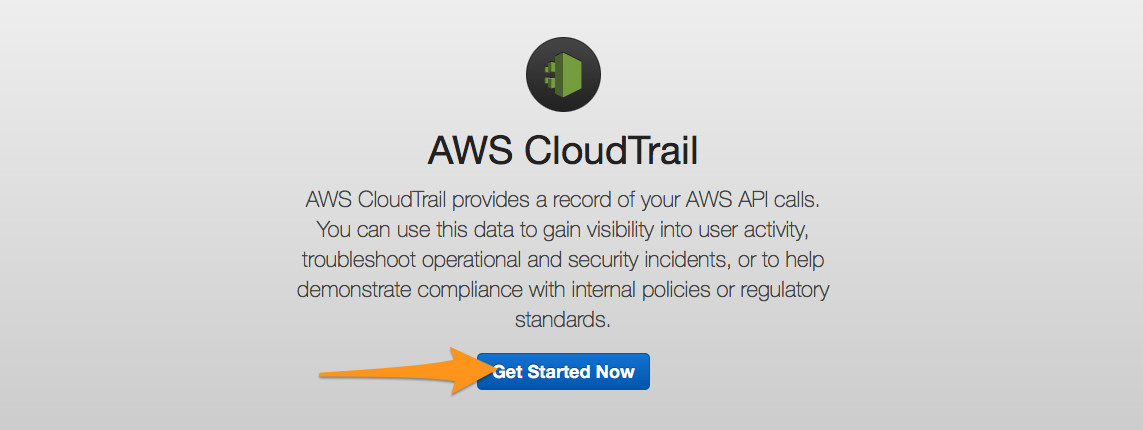 AWS CloudTrail
AWS CloudTrail provides a record of your AWS API calls.
You can use this data to gain visibility into user activity,
troubleshoot operational and security incidents, or to help
demonstrate compliance with internal policies or regulatory
standards.
Get Started Now